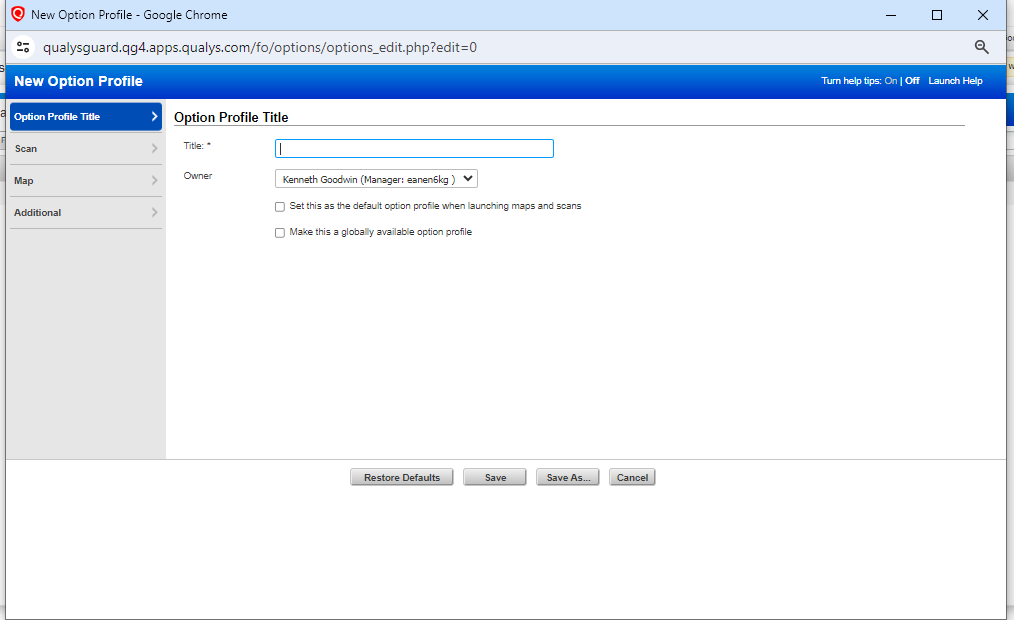 New Option Profile - Google Chrome
qualysguard.qg4.apps.qualys.com/fo/options/options_edit.php?edit=0
New Option Profile
Turn help tips: On | Off Launch Help
Option Profile Title
Scan
Map
Additional
Option Profile Title
Title: *
Owner
Kenneth Goodwin (Manager: eanen6kg )
Set this as the default option profile when launching maps and scans
Make this a globally available option profile
Restore Defaults
Save
Save As...
Cancel